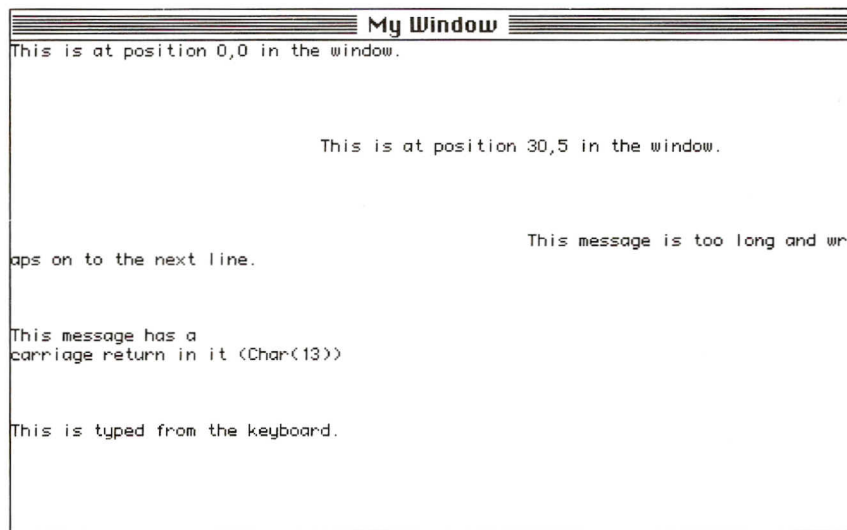 My Window
This is at position 0,0 in the window.
This is at position 30,5 in the window.
This message is too long and wr
aps on to the next line.
This message has a
carriage return in it (Char(13))
This is typed from the keyboard.